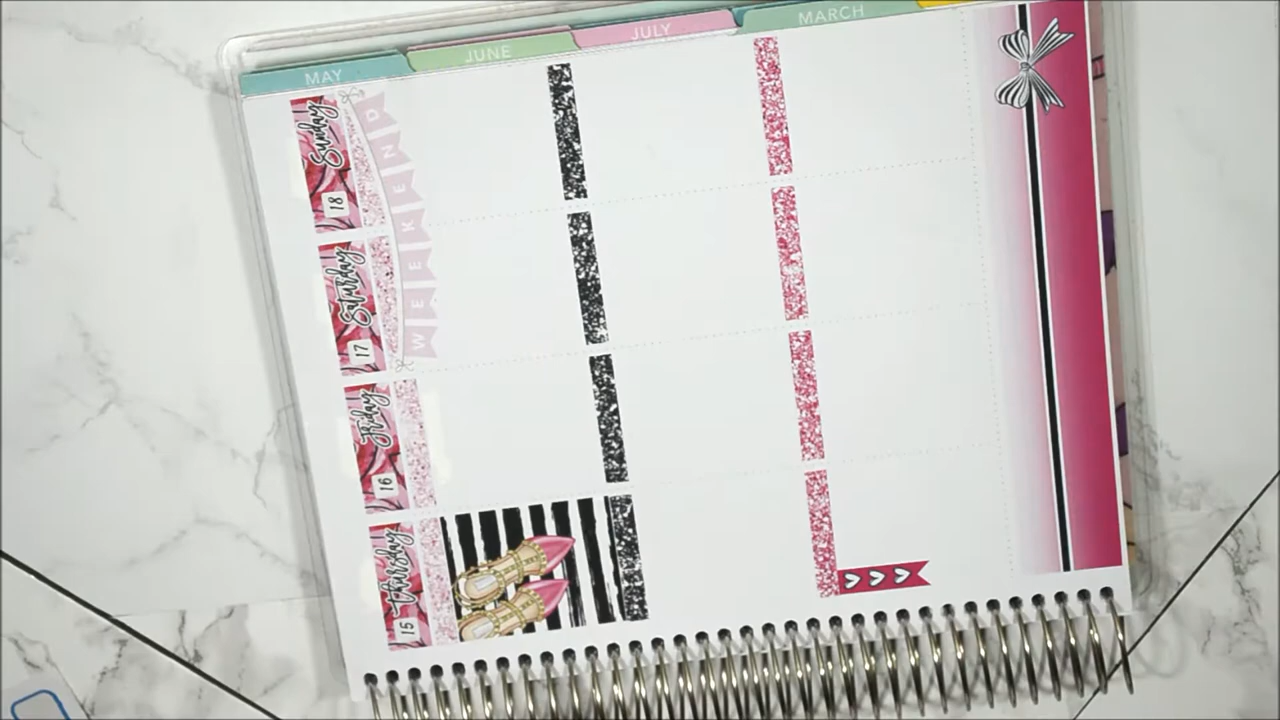 MAY
JUNE
JULY
MARCH
Sunday
18
Saturday
17
Friday
16
Thursday
15
WEEKEND